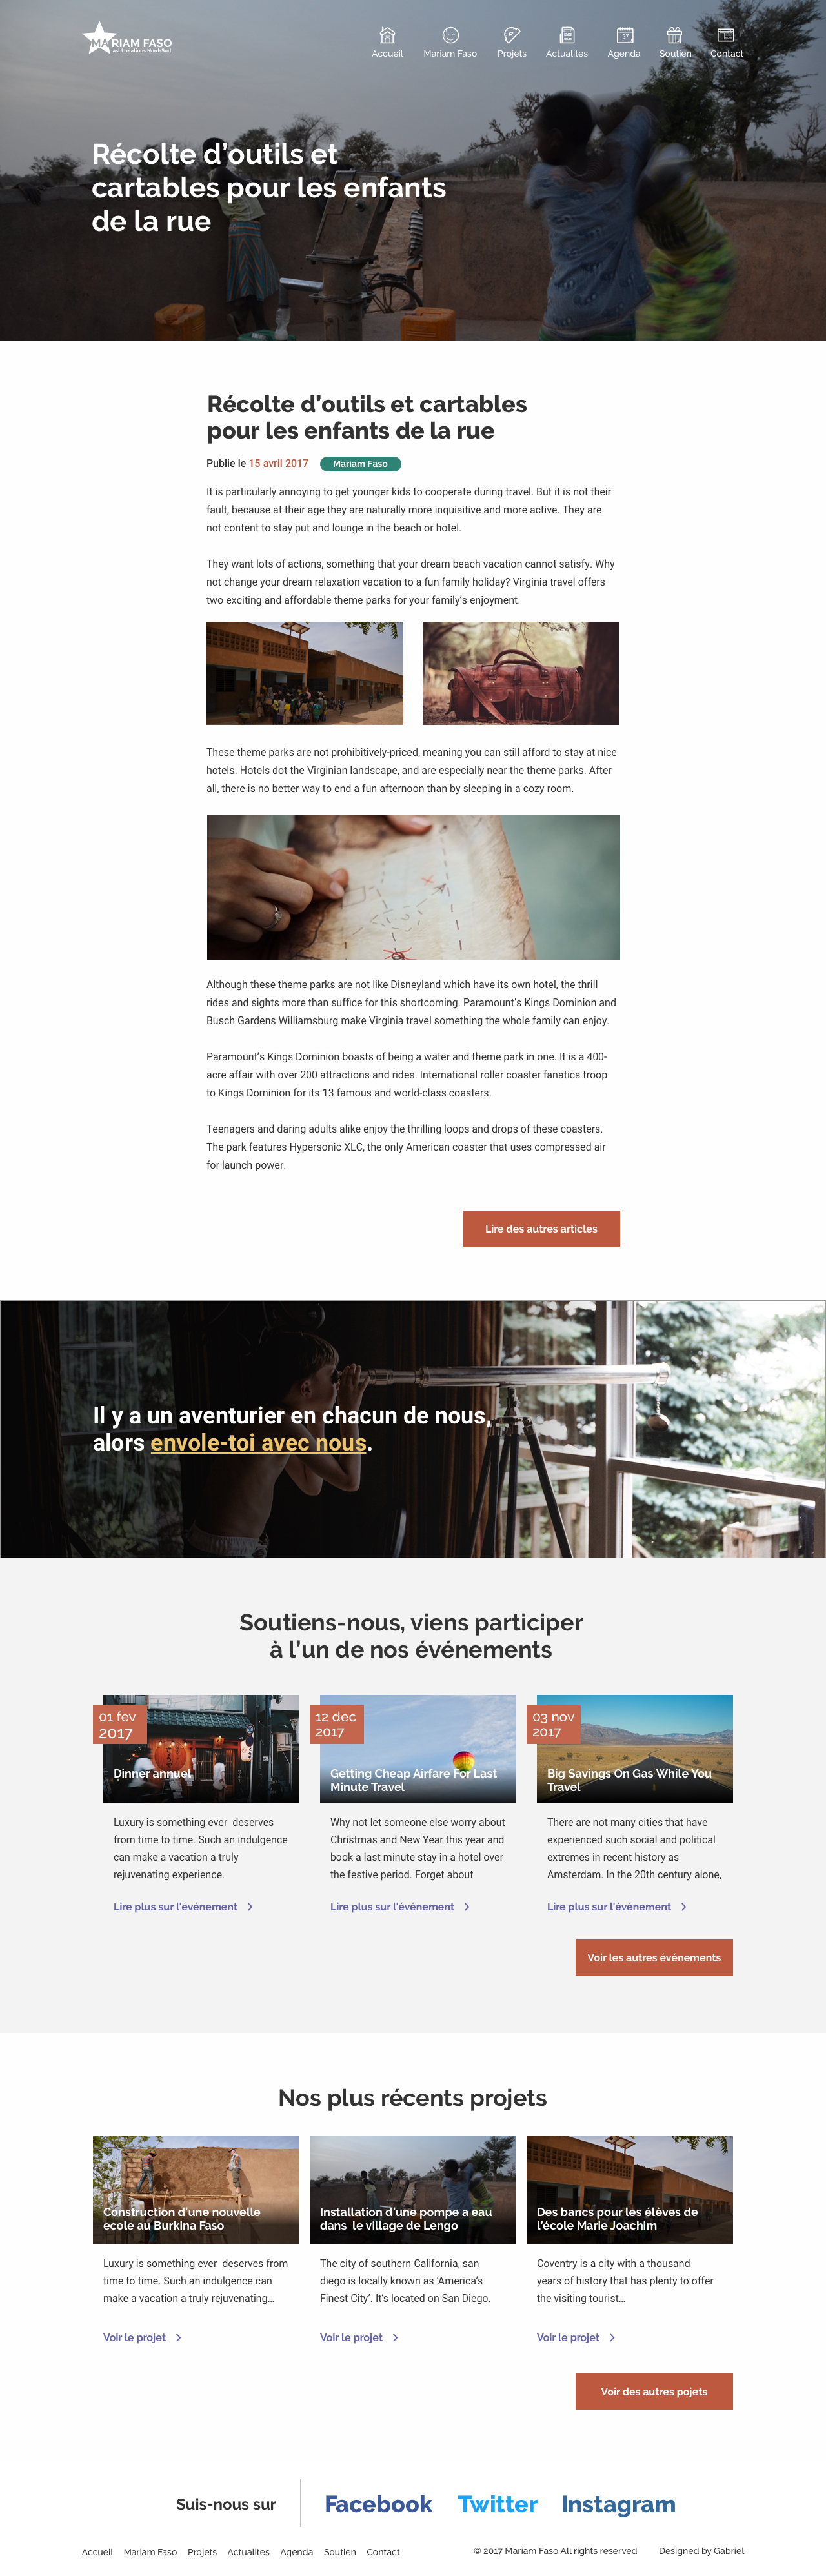 MARIAM FASO
asbl relations Nord-Sud
Accueil Mariam Faso Projets Actualites Agenda Soutien Contact
Récolte d’outils et
cartables pour les enfants
de la rue
Récolte d’outils et cartables
pour les enfants de la rue
Publie le 15 avril 2017 Mariam Faso
It is particularly annoying to get younger kids to cooperate during travel. But it is not their
fault, because at their age they are naturally more inquisitive and more active. They are
not content to stay put and lounge in the beach or hotel.
They want lots of actions, something that your dream beach vacation cannot satisfy. Why
not change your dream relaxation vacation to a fun family holiday? Virginia travel offers
two exciting and affordable theme parks for your family’s enjoyment.
These theme parks are not prohibitively-priced, meaning you can still afford to stay at nice
hotels. Hotels dot the Virginian landscape, and are especially near the theme parks. After
all, there is no better way to end a fun afternoon than by sleeping in a cozy room.
Although these theme parks are not like Disneyland which have its own hotel, the thrill
rides and sights more than suffice for this shortcoming. Paramount’s Kings Dominion and
Busch Gardens Williamsburg make Virginia travel something the whole family can enjoy.
Paramount’s Kings Dominion boasts of being a water and theme park in one. It is a 400-
acre affair with over 200 attractions and rides. International roller coaster fanatics troop
to Kings Dominion for its 13 famous and world-class coasters.
Teenagers and daring adults alike enjoy the thrilling loops and drops of these coasters.
The park features Hypersonic XLC, the only American coaster that uses compressed air
for launch power.
Lire des autres articles
Il y a un aventurier en chacun de nous,
alors envole-toi avec nous.
Soutiens-nous, viens participer
à l’un de nos événements
01 fev
2017
Dinner annuel
Luxury is something ever deserves
from time to time. Such an indulgence
can make a vacation a truly
rejuvenating experience.
Lire plus sur l’événement
12 dec
2017
Getting Cheap Airfare For Last
Minute Travel
Why not let someone else worry about
Christmas and New Year this year and
book a last minute stay in a hotel over
the festive period. Forget about
Lire plus sur l’événement
03 nov
2017
Big Savings On Gas While You
Travel
There are not many cities that have
experienced such social and political
extremes in recent history as
Amsterdam. In the 20th century alone,
Lire plus sur l’événement
Voir les autres événements
Nos plus récents projets
Construction d’une nouvelle
ecole au Burkina Faso
Luxury is something ever deserves from
time to time. Such an indulgence can
make a vacation a truly rejuvenating...
Voir le projet
Installation d’une pompe a eau
dans le village de Lengo
The city of southern California, san
diego is locally known as ‘America’s
Finest City’. It’s located on San Diego.
Voir le projet
Des bancs pour les élèves de
l’école Marie Joachim
Coventry is a city with a thousand
years of history that has plenty to offer
the visiting tourist...
Voir le projet
Voir des autres pojets
Suis-nous sur Facebook Twitter Instagram
Accueil Mariam Faso Projets Actualites Agenda Soutien Contact © 2017 Mariam Faso All rights reserved Designed by Gabriel